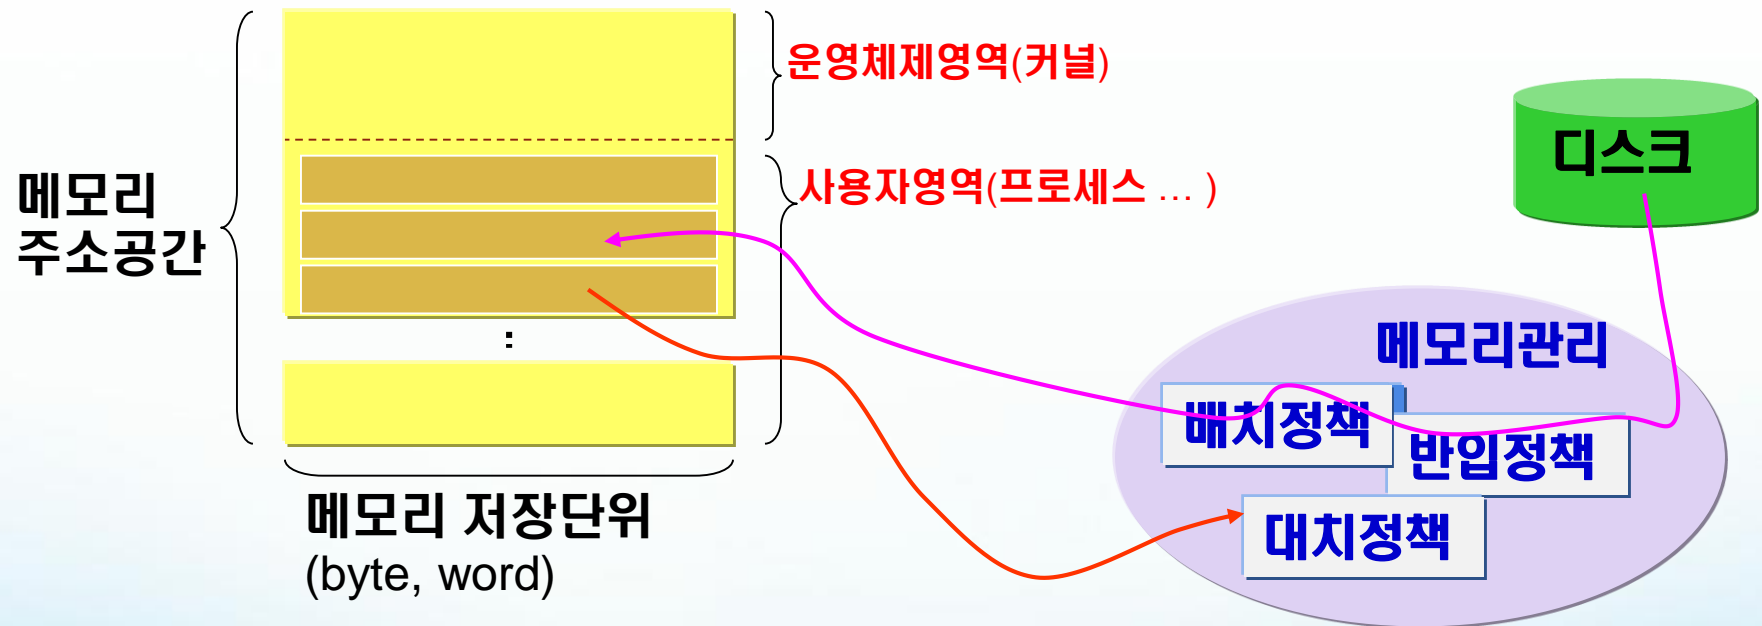 운영체제영역(커널)
디스크
메모리
주소공간
사용자영역(프로세스 ... )
:
메모리관리
배치정책
반입정책
대치정책
메모리 저장단위
(byte, word)